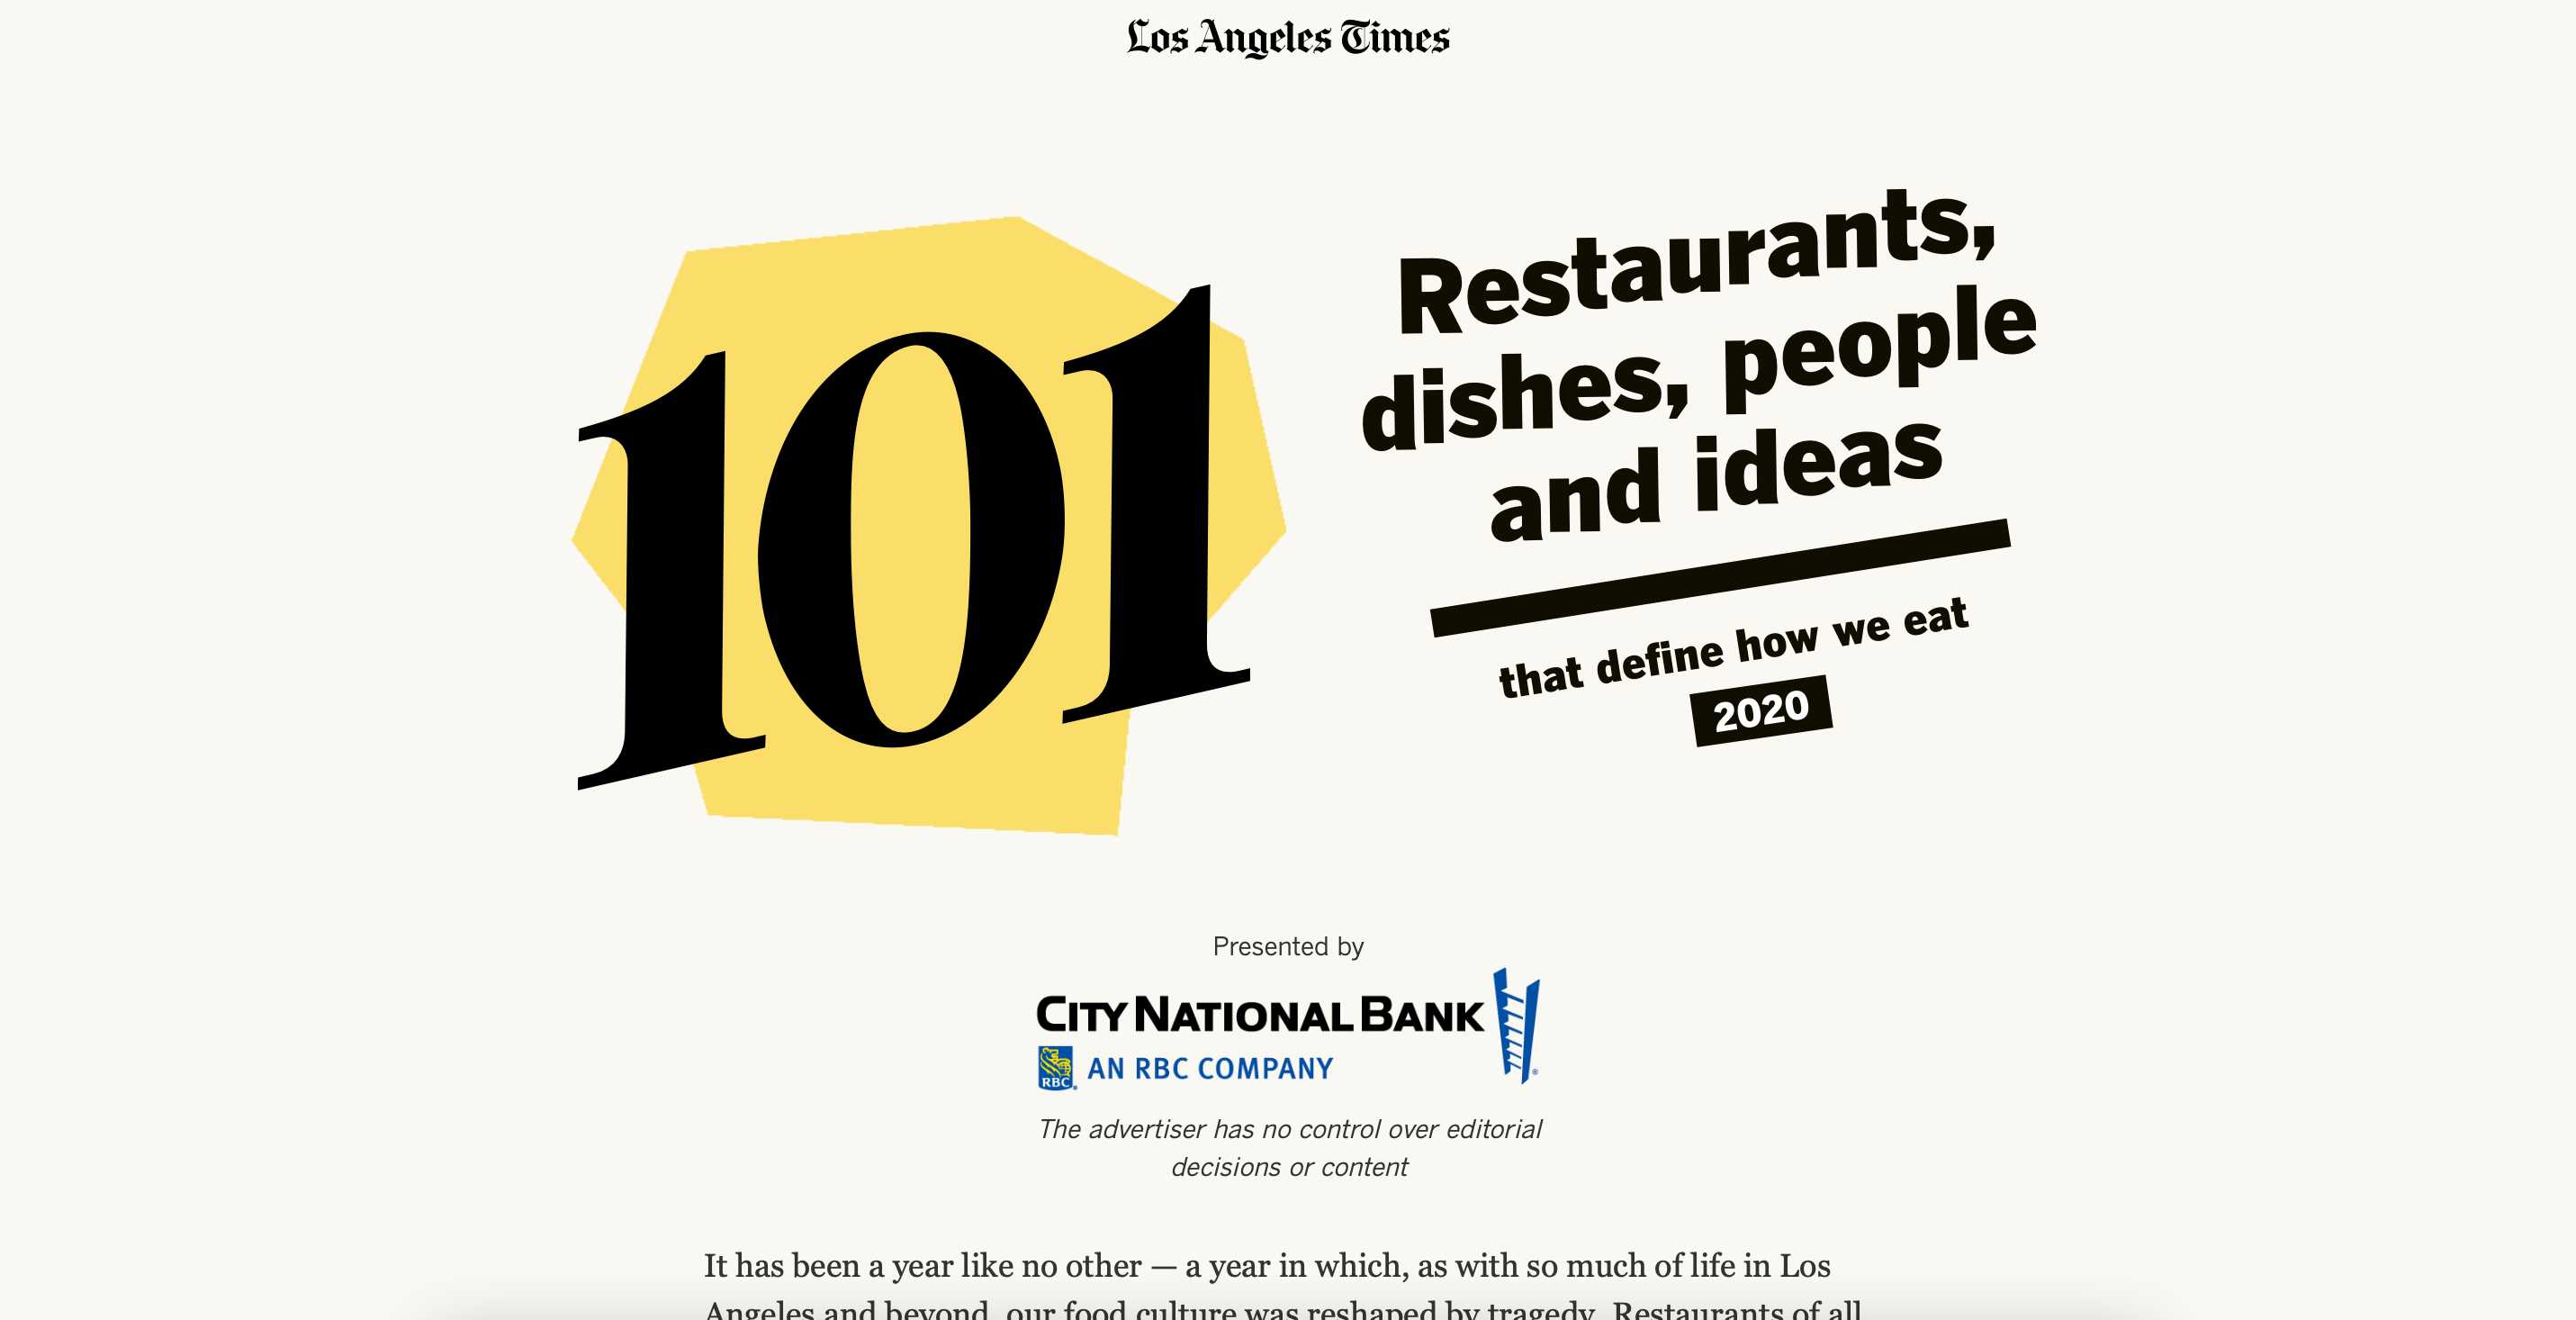 Los Angeles Times
101
Restaurants,
dishes, people
and ideas
that define how we eat
2020
Presented by
CITY NATIONAL BANK
RBC
AN RBC COMPANY
The advertiser has no control over editorial
decisions or content
It has been a year like no other — a year in which, as with so much of life in Los
Angeles and beyond, our food culture was reshaped by tragedy. Restaurants of all